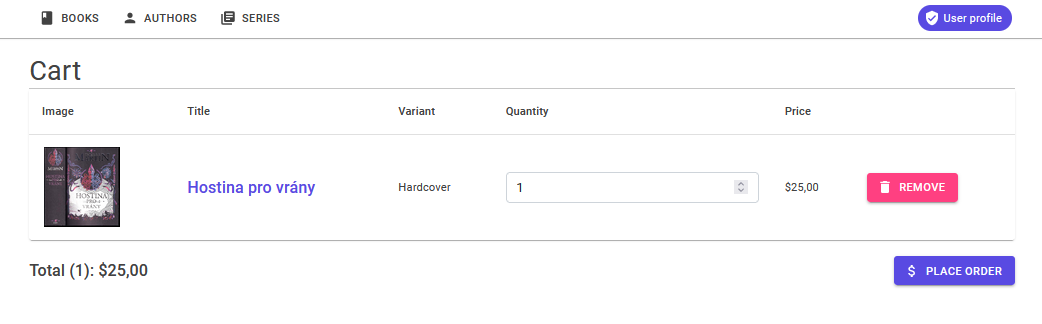 BOOKS AUTHORS SERIES User profile
Cart
Image Title Variant Quantity Price
HOSTINA
PRO
VRÁNY
Hostina pro vrány Hardcover 1 $25,00 REMOVE
Total (1): $25,00 PLACE ORDER